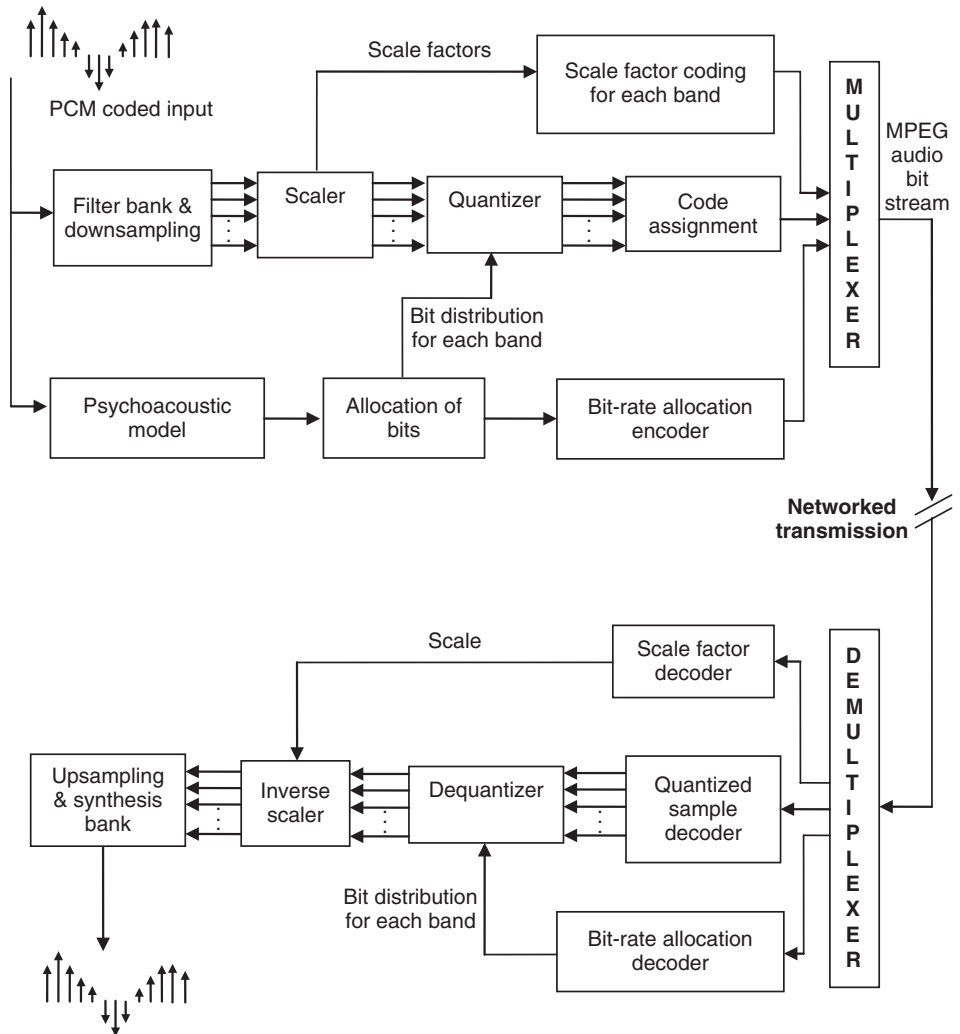 PCM coded input
Scale factors
Scale factor coding
for each band
Filter bank &
downsampling
Scaler
Quantizer
Code
assignment
M
U
L
T
I
P
L
E
X
E
R
MPEG
audio
bit
stream
Bit distribution
for each band
Psychoacoustic
model
Allocation of
bits
Bit-rate allocation
encoder
Networked
transmission
Scale
Scale factor
decoder
D
E
M
U
L
T
I
P
L
E
X
E
R
Upsampling
& synthesis
bank
Inverse
scaler
Dequantizer
Quantized
sample
decoder
Bit distribution
for each band
Bit-rate allocation
decoder